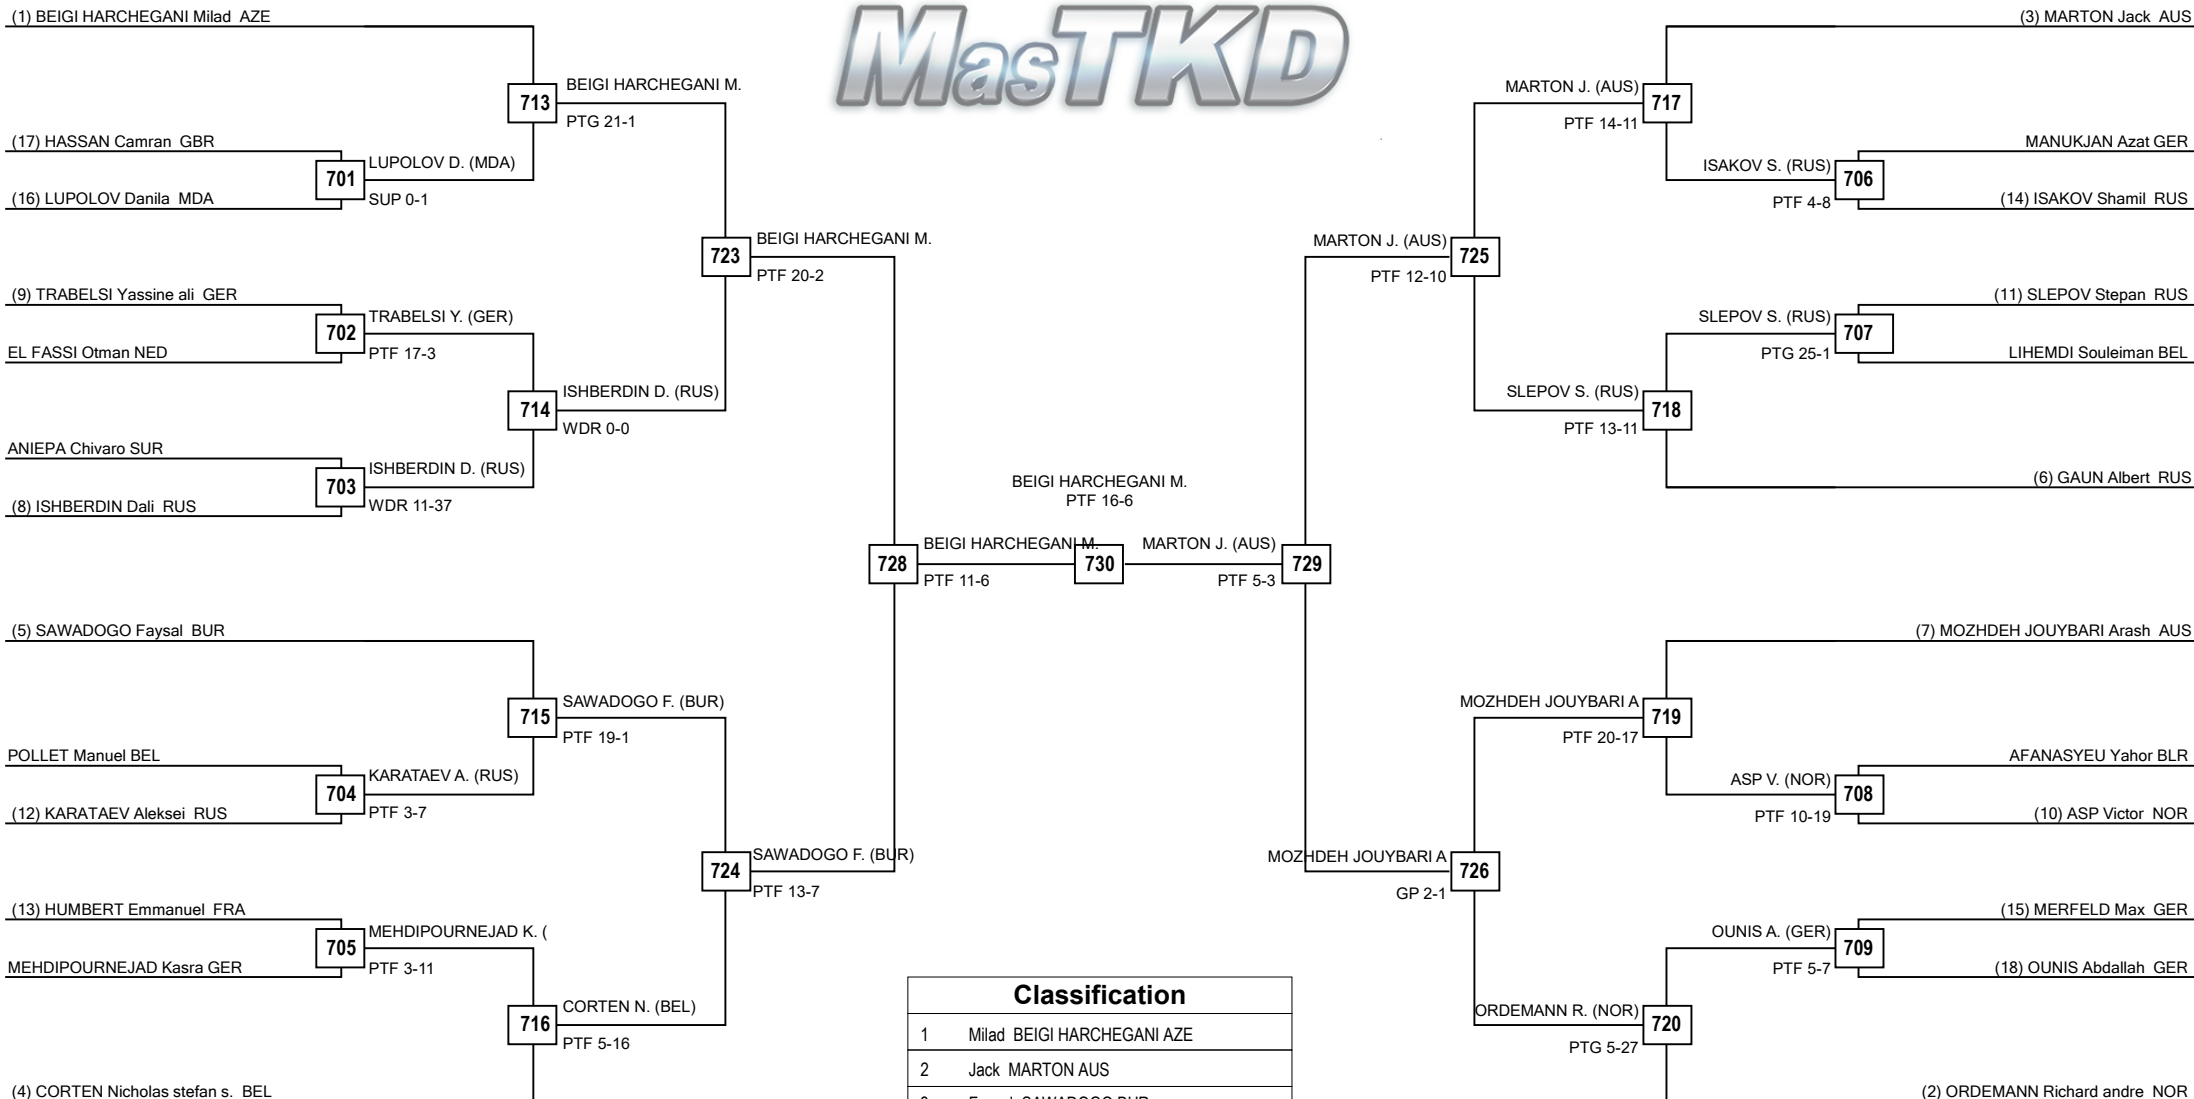 (1) BEIGI HARCHEGANI Milad AZE
MasTKD
(3) MARTON Jack AUS
713
BEIGI HARCHEGANI M.
PTG 21-1
MARTON J. (AUS)
717
PTF 14-11
(17) HASSAN Camran GBR
701
LUPOLOV D. (MDA)
SUP 0-1
(16) LUPOLOV Danila MDA
MANUKJAN Azat GER
ISAKOV S. (RUS)
706
PTF 4-8
(14) ISAKOV Shamil RUS
723
BEIGI HARCHEGANI M.
PTF 20-2
MARTON J. (AUS)
725
PTF 12-10
(9) TRABELSI Yassine ali GER
702
TRABELSI Y. (GER)
PTF 17-3
EL FASSI Otman NED
(11) SLEPOV Stepan RUS
SLEPOV S. (RUS)
707
PTG 25-1
LIHEMDI Souleiman BEL
714
ISHBERDIN D. (RUS)
WDR 0-0
SLEPOV S. (RUS)
718
PTF 13-11
ANIEPA Chivaro SUR
703
ISHBERDIN D. (RUS)
WDR 11-37
(8) ISHBERDIN Dali RUS
(6) GAUN Albert RUS
BEIGI HARCHEGANI M.
PTF 16-6
728
BEIGI HARCHEGANI M.
PTF 11-6
730
MARTON J. (AUS)
PTF 5-3
729
(5) SAWADOGO Faysal BUR
(7) MOZHDEH JOUYBARI Arash AUS
715
SAWADOGO F. (BUR)
PTF 19-1
MOZHDEH JOUYBARI A
719
PTF 20-17
POLLET Manuel BEL
704
KARATAEV A. (RUS)
PTF 3-7
(12) KARATAEV Aleksei RUS
AFANASYEU Yahor BLR
ASP V. (NOR)
708
PTF 10-19
(10) ASP Victor NOR
724
SAWADOGO F. (BUR)
PTF 13-7
MOZHDEH JOUYBARI A
726
GP 2-1
(13) HUMBERT Emmanuel FRA
705
MEHDIPOURNEJAD K. (
PTF 3-11
MEHDIPOURNEJAD Kasra GER
(15) MERFELD Max GER
OUNIS A. (GER)
709
PTF 5-7
(18) OUNIS Abdallah GER
716
CORTEN N. (BEL)
PTF 5-16
ORDEMANN R. (NOR)
720
PTG 5-27
Classification
1 Milad BEIGI HARCHEGANI AZE
2 Jack MARTON AUS
(4) CORTEN Nicholas stefan s. BEL
(2) ORDEMANN Richard andre NOR